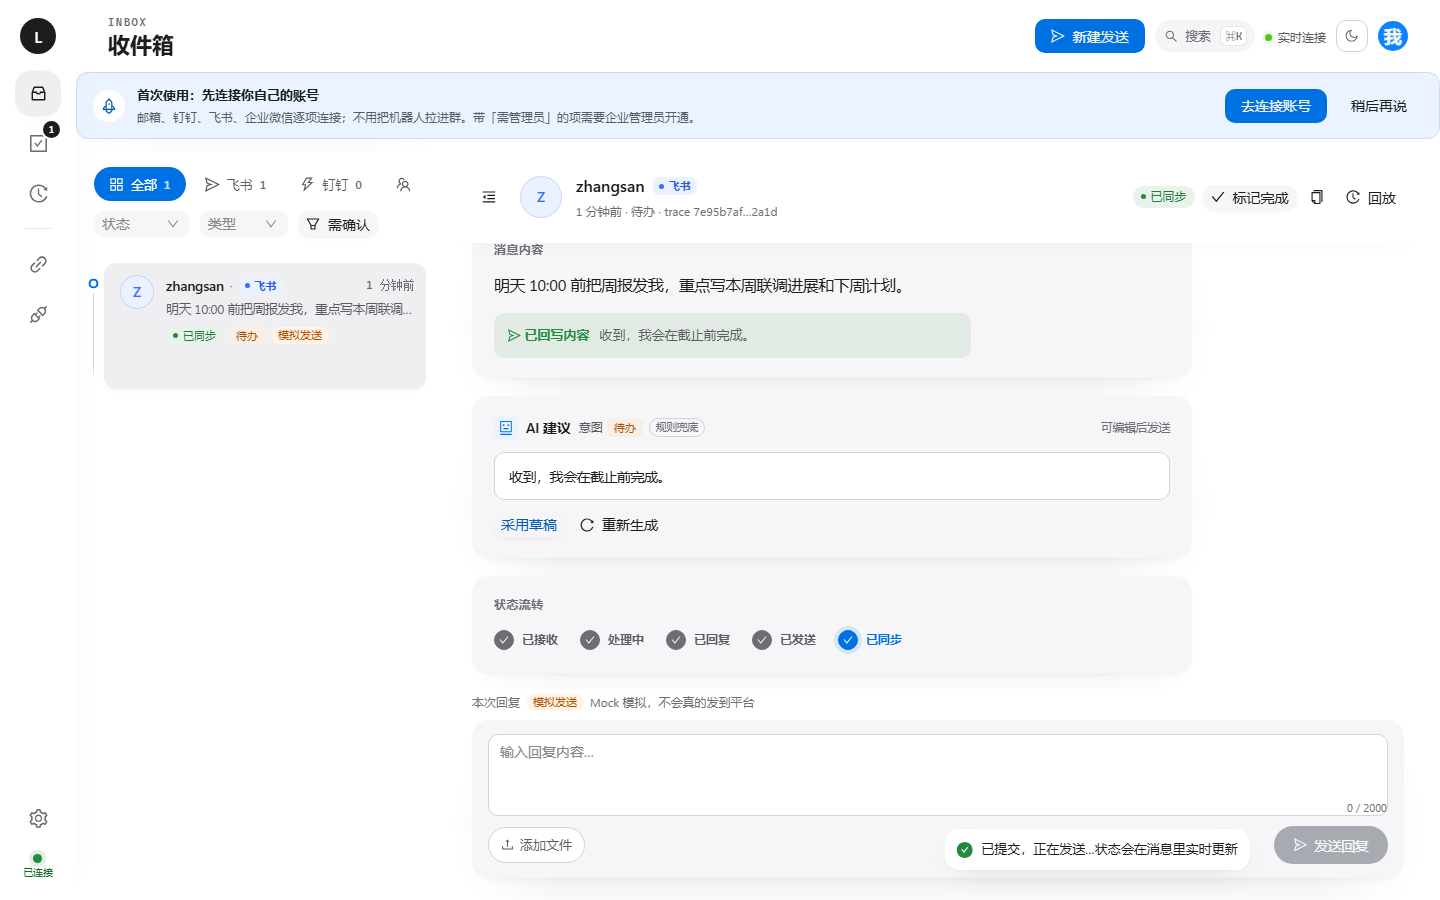 L
INBOX
收件箱
新建发送
搜索
⌘K
实时连接
我
首次使用：先连接你自己的账号
邮箱、钉钉、飞书、企业微信逐项连接；不用把机器人拉进群。带「需管理员」的项需要企业管理员开通。
去连接账号
稍后再说
1
全部 1
飞书 1
钉钉 0
状态
类型
需确认
Z
zhangsan · 飞书
1 分钟前
明天 10:00 前把周报发我，重点写本周联调...
已同步
待办
模拟发送
Z
zhangsan 飞书
1 分钟前 · 待办 · trace 7e95b7af...2a1d
已同步
标记完成
回放
消息内容
明天 10:00 前把周报发我，重点写本周联调进展和下周计划。
已回写内容 收到，我会在截止前完成。
AI 建议 意图 待办 规则兜底
可编辑后发送
收到，我会在截止前完成。
采用草稿
重新生成
状态流转
已接收
处理中
已回复
已发送
已同步
本次回复 模拟发送 Mock 模拟，不会真的发到平台
输入回复内容...
0 / 2000
添加文件
已提交，正在发送...状态会在消息里实时更新
发送回复
已连接